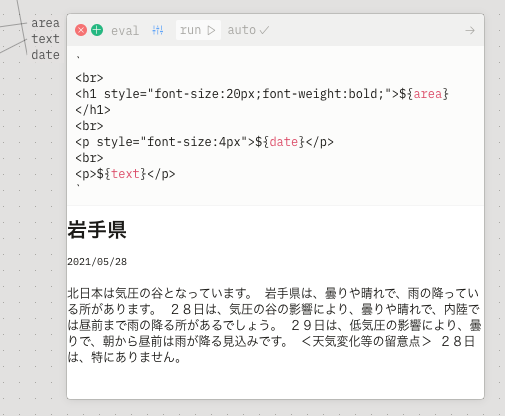 area
text
date
eval run auto
`
<br>
<h1 style="font-size:20px;font-weight:bold;">${area}
</h1>
<br>
<p style="font-size:4px">${date}</p>
<br>
<p>${text}</p>
`
岩手県
2021/05/28
北日本は気圧の谷となっています。 岩手県は、曇りや晴れで、雨の降ってい
る所があります。 ２８日は、気圧の谷の影響により、曇りや晴れで、内陸で
は昼前まで雨の降る所があるでしょう。 ２９日は、低気圧の影響により、曇
りで、朝から昼前は雨が降る見込みです。 ＜天気変化等の留意点＞ ２８日
は、特にありません。